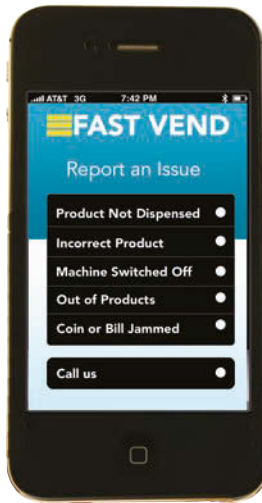 AT&T 3G 7:42 PM
FAST VEND
Report an Issue
Product Not Dispensed
Incorrect Product
Machine Switched Off
Out of Products
Coin or Bill Jammed
Call us